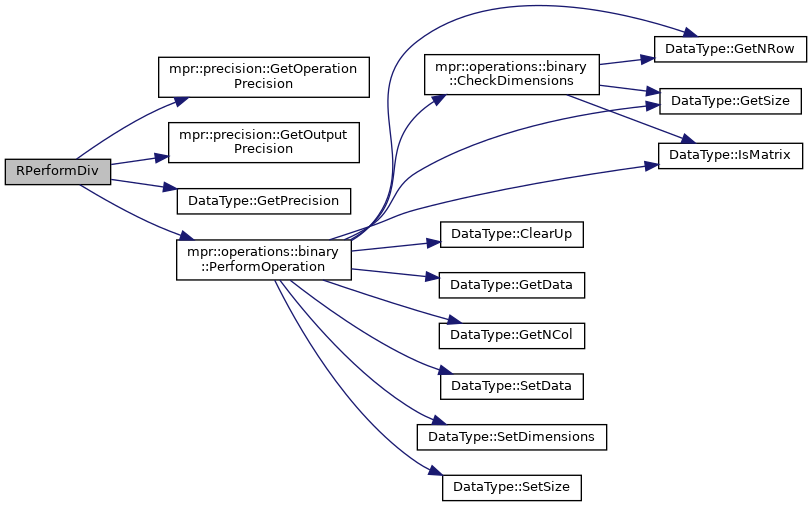 RPerformDiv
mpr::precision::GetOperation
Precision
mpr::precision::GetOutput
Precision
DataType::GetPrecision
mpr::operations::binary
::PerformOperation
mpr::operations::binary
::CheckDimensions
DataType::GetNRow
DataType::GetSize
DataType::IsMatrix
DataType::ClearUp
DataType::GetData
DataType::GetNCol
DataType::SetData
DataType::SetDimensions
DataType::SetSize